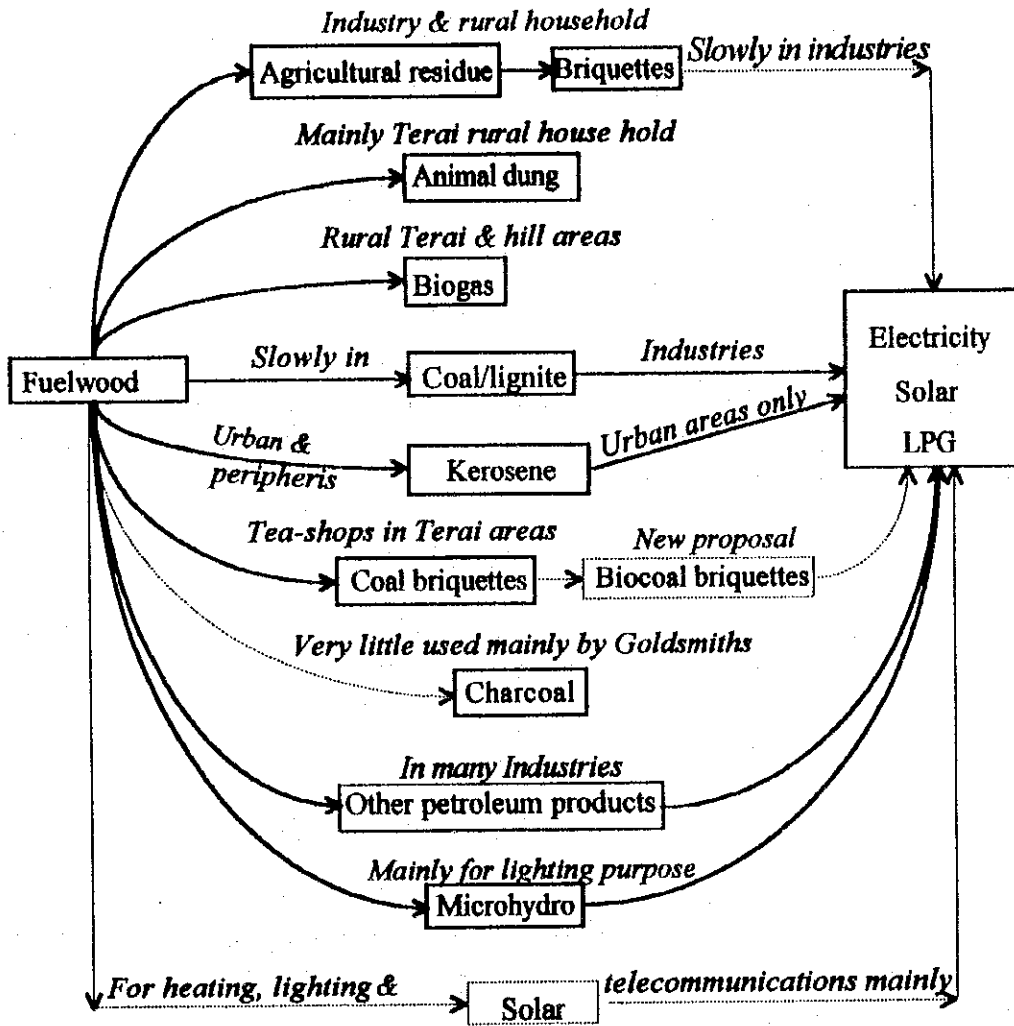 Industry & rural household
Agricultural residue
Briquettes
Slowly in industries
Mainly Terai rural house hold
Animal dung
Rural Terai & hill areas
Biogas
Fuelwood
Slowly in
Coal/lignite
Industries
Electricity
Solar
LPG
Urban &
peripheris
Kerosene
Urban areas only
Tea-shops in Terai areas
Coal briquettes
New proposal
Biocoal briquettes
Very little used mainly by Goldsmiths
Charcoal
In many Industries
Other petroleum products
Mainly for lighting purpose
Microhydro
For heating, lighting &
Solar
telecommunications mainly